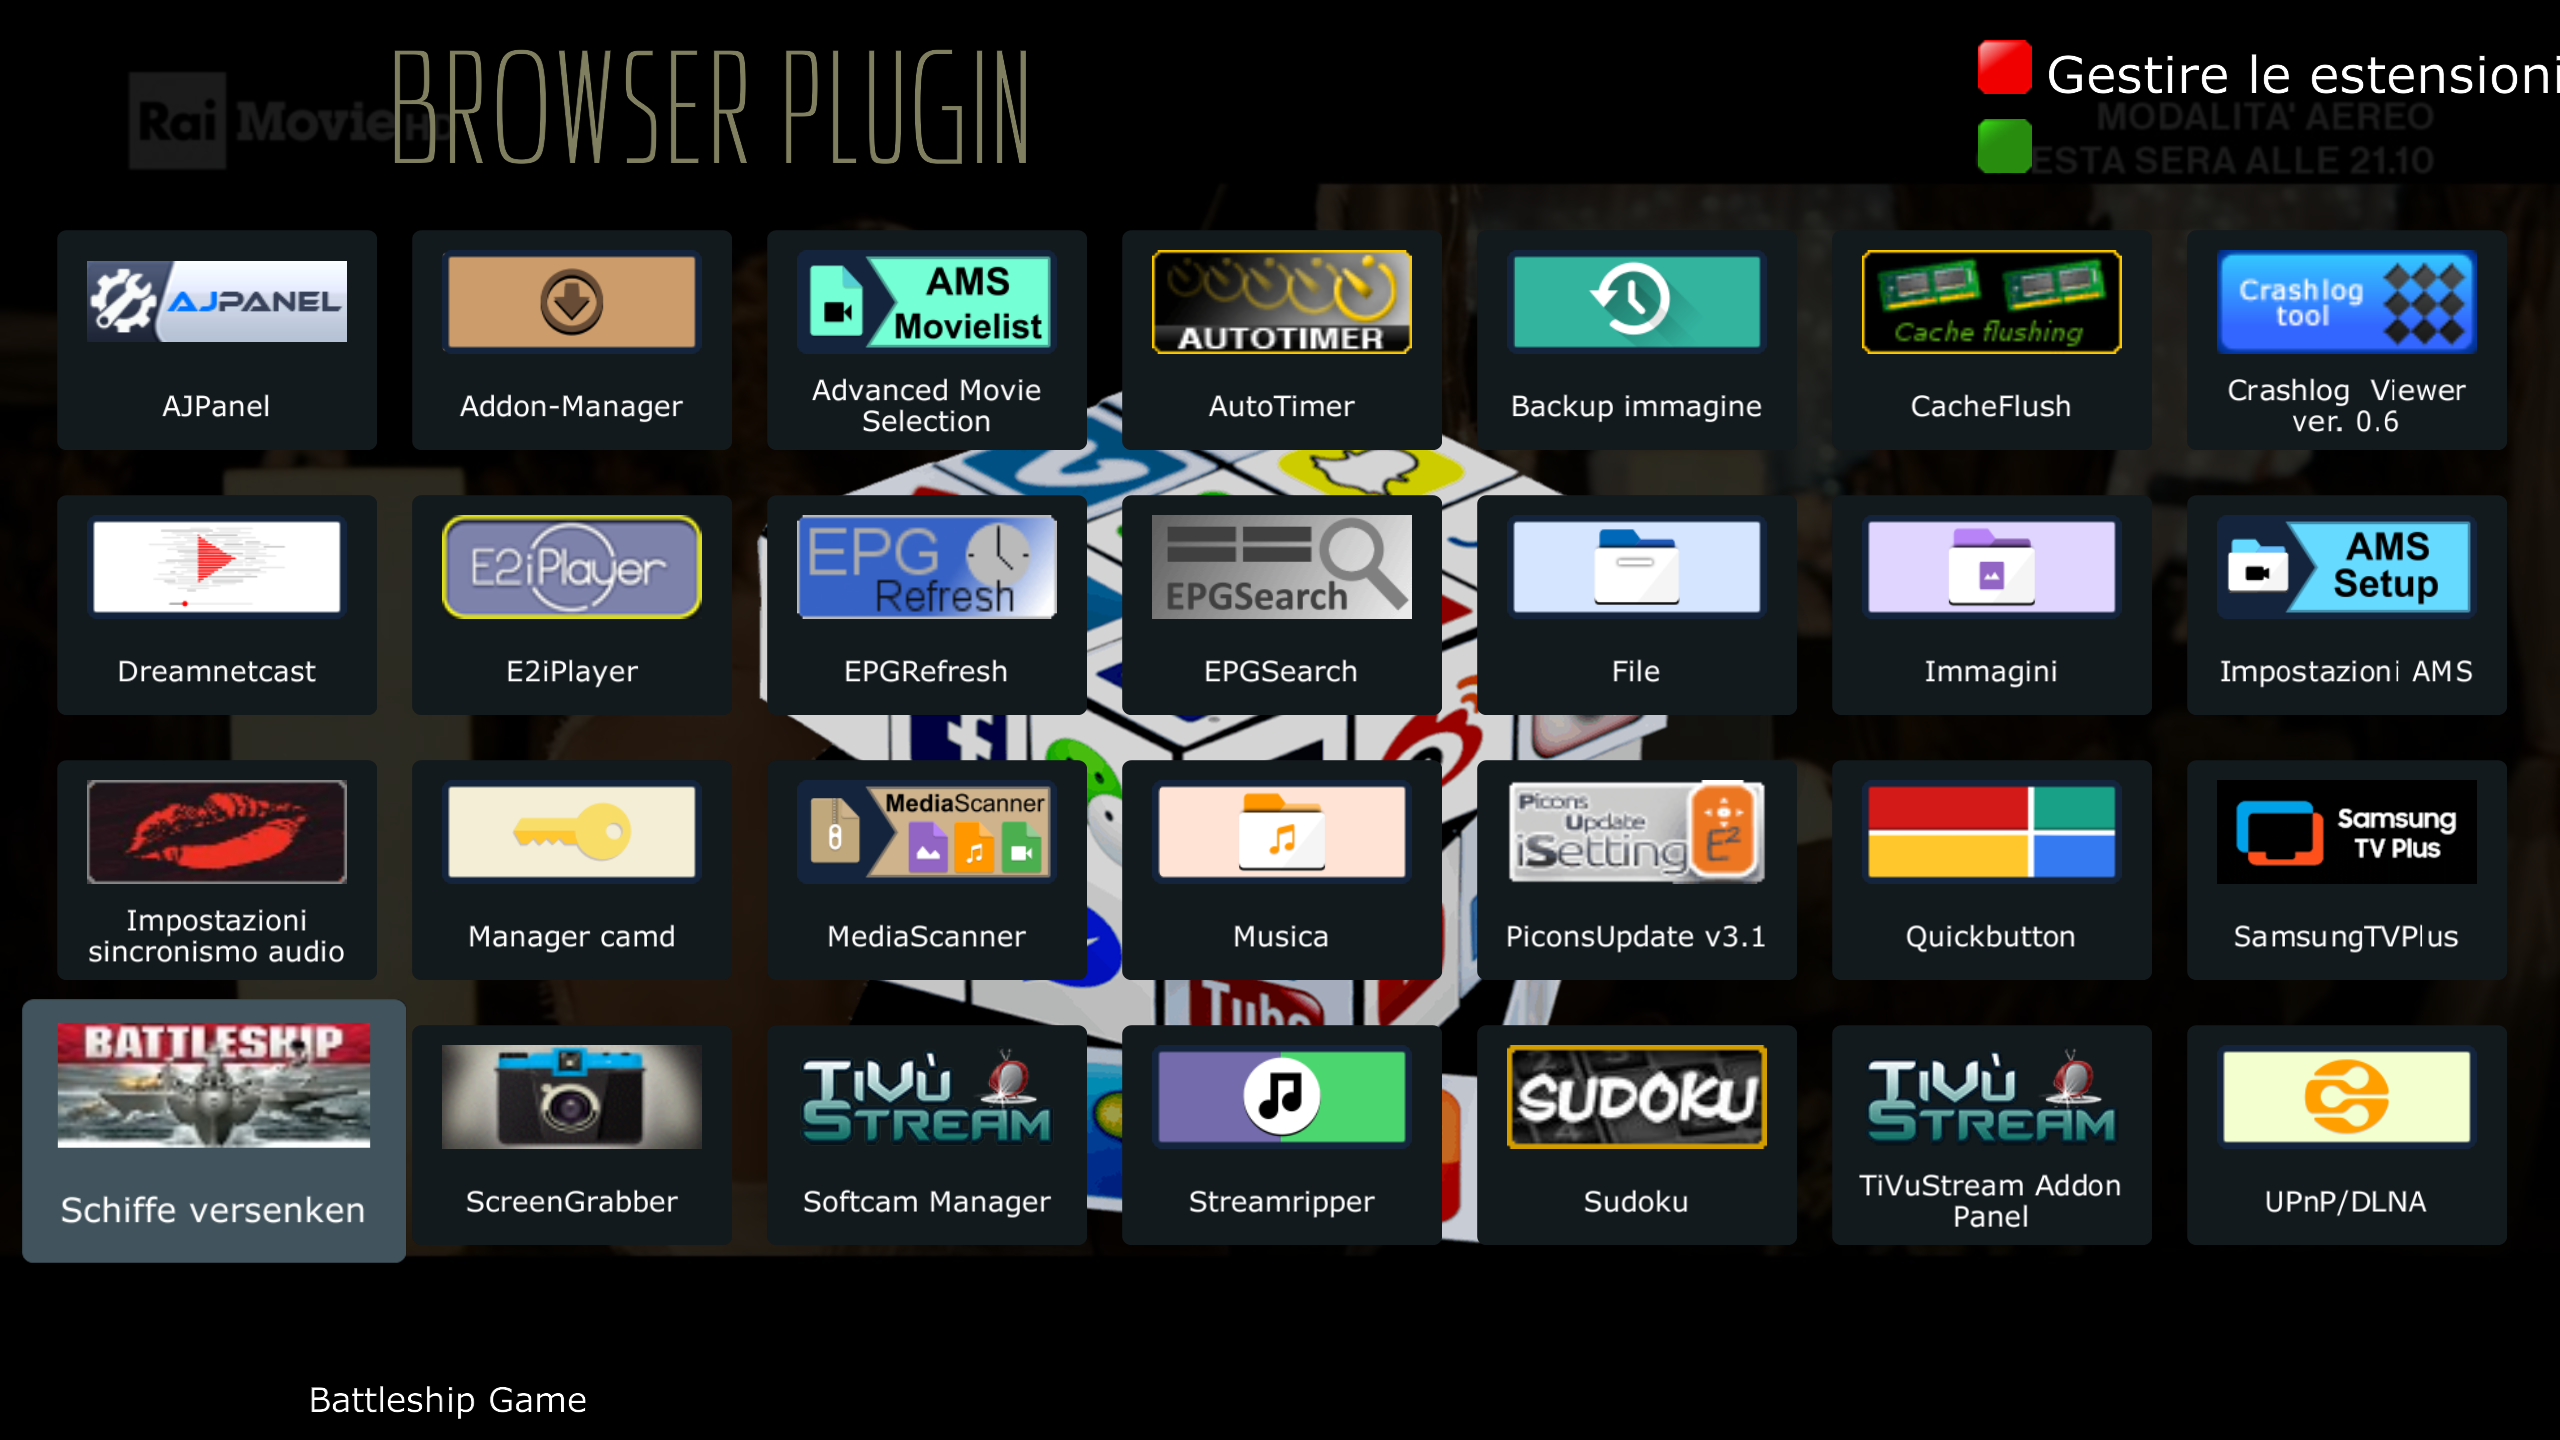 BROWSER PLUGIN
Gestire le estensioni
Rai Movie HD
MODALITA' AEREO
ESTA SERA ALLE 21.10
AJPANEL
AJPanel
Addon-Manager
AMS
Movielist
Advanced Movie
Selection
AUTOTIMER
AutoTimer
Backup immagine
Cache flushing
CacheFlush
Crashlog
tool
Crashlog Viewer
ver. 0.6
Dreamnetcast
E2iPlayer
E2iPlayer
EPG
Refresh
EPGRefresh
EPGSearch
EPGSearch
File
Immagini
AMS
Setup
Impostazioni AMS
Impostazioni
sincronismo audio
Manager camd
MediaScanner
MediaScanner
Musica
Picons
Update
iSetting E²
PiconsUpdate v3.1
Quickbutton
Samsung
TV Plus
SamsungTVPlus
Tube
BATTLESHIP
Schiffe versenken
ScreenGrabber
TiVù
STREAM
Softcam Manager
Streamripper
SUDOKU
Sudoku
TiVù
STREAM
TiVuStream Addon
Panel
UPnP/DLNA
Battleship Game